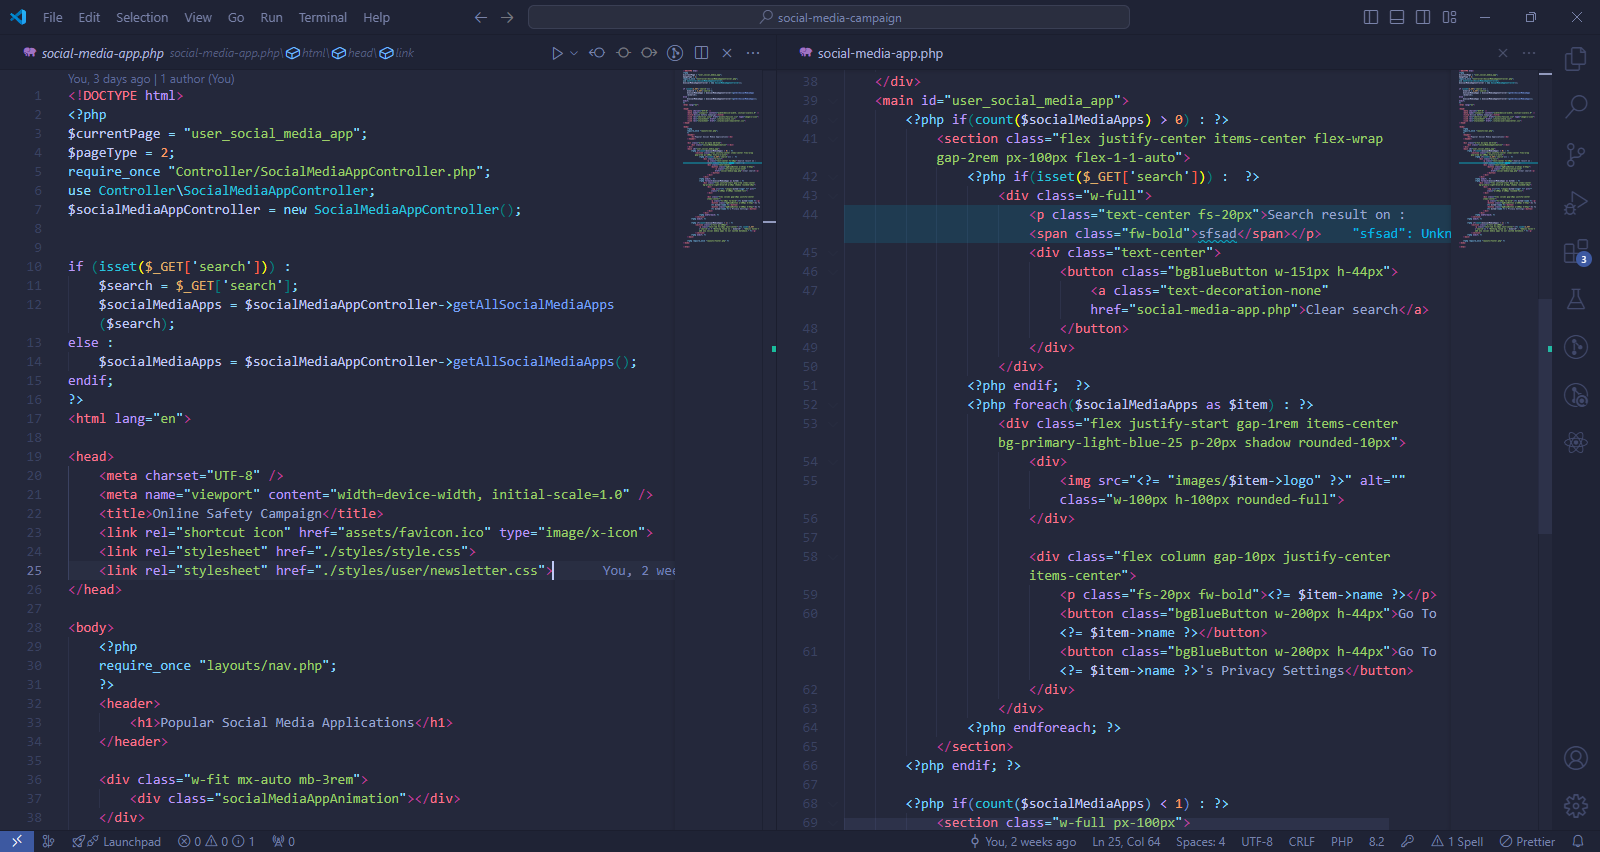 File Edit Selection View Go Run Terminal Help
social-media-campaign
social-media-app.php social-media-app.php\ html\ head\ link
You, 3 days ago | 1 author (You)
1 <!DOCTYPE html>
2 <?php
3 $currentPage = "user_social_media_app";
4 $pageType = 2;
5 require_once "Controller/SocialMediaAppController.php";
6 use Controller\SocialMediaAppController;
7 $socialMediaAppController = new SocialMediaAppController();
8
9
10 if (isset($_GET['search'])) :
11 $search = $_GET['search'];
12 $socialMediaApps = $socialMediaAppController->getAllSocialMediaApps
($search);
13 else :
14 $socialMediaApps = $socialMediaAppController->getAllSocialMediaApps();
15 endif;
16 ?>
17 <html lang="en">
18
19 <head>
20 <meta charset="UTF-8" />
21 <meta name="viewport" content="width=device-width, initial-scale=1.0" />
22 <title>Online Safety Campaign</title>
23 <link rel="shortcut icon" href="assets/favicon.ico" type="image/x-icon">
24 <link rel="stylesheet" href="./styles/style.css">
25 <link rel="stylesheet" href="./styles/user/newsletter.css"> You, 2 wee
26 </head>
27
28 <body>
29 <?php
30 require_once "layouts/nav.php";
31 ?>
32 <header>
33 <h1>Popular Social Media Applications</h1>
34 </header>
35
36 <div class="w-fit mx-auto mb-3rem">
37 <div class="socialMediaAppAnimation"></div>
38 </div>
social-media-app.php
38 </div>
39 <main id="user_social_media_app">
40 <?php if(count($socialMediaApps) > 0) : ?>
41 <section class="flex justify-center items-center flex-wrap
gap-2rem px-100px flex-1-1-auto">
42 <?php if(isset($_GET['search'])) :  ?>
43 <div class="w-full">
44 <p class="text-center fs-20px">Search result on :
<span class="fw-bold">sfsad</span></p> "sfsad": Unkn
45 <div class="text-center">
46 <button class="bgBlueButton w-151px h-44px">
47 <a class="text-decoration-none"
href="social-media-app.php">Clear search</a>
48 </button>
49 </div>
50 </div>
51 <?php endif;  ?>
52 <?php foreach($socialMediaApps as $item) : ?>
53 <div class="flex justify-start gap-1rem items-center
bg-primary-light-blue-25 p-20px shadow rounded-10px">
54 <div>
55 <img src="<?= "images/$item->logo" ?>" alt=""
class="w-100px h-100px rounded-full">
56 </div>
57
58 <div class="flex column gap-10px justify-center
items-center">
59 <p class="fs-20px fw-bold"><?= $item->name ?></p>
60 <button class="bgBlueButton w-200px h-44px">Go To
<?= $item->name ?></button>
61 <button class="bgBlueButton w-200px h-44px">Go To
<?= $item->name ?>'s Privacy Settings</button>
62 </div>
63 </div>
64 <?php endforeach; ?>
65 </section>
66 <?php endif; ?>
67
68 <?php if(count($socialMediaApps) < 1) : ?>
69 <section class="w-full px-100px">
3
Launchpad 0 0 1 0
You, 2 weeks ago Ln 25, Col 64 Spaces: 4 UTF-8 CRLF PHP 8.2 1 Spell Prettier